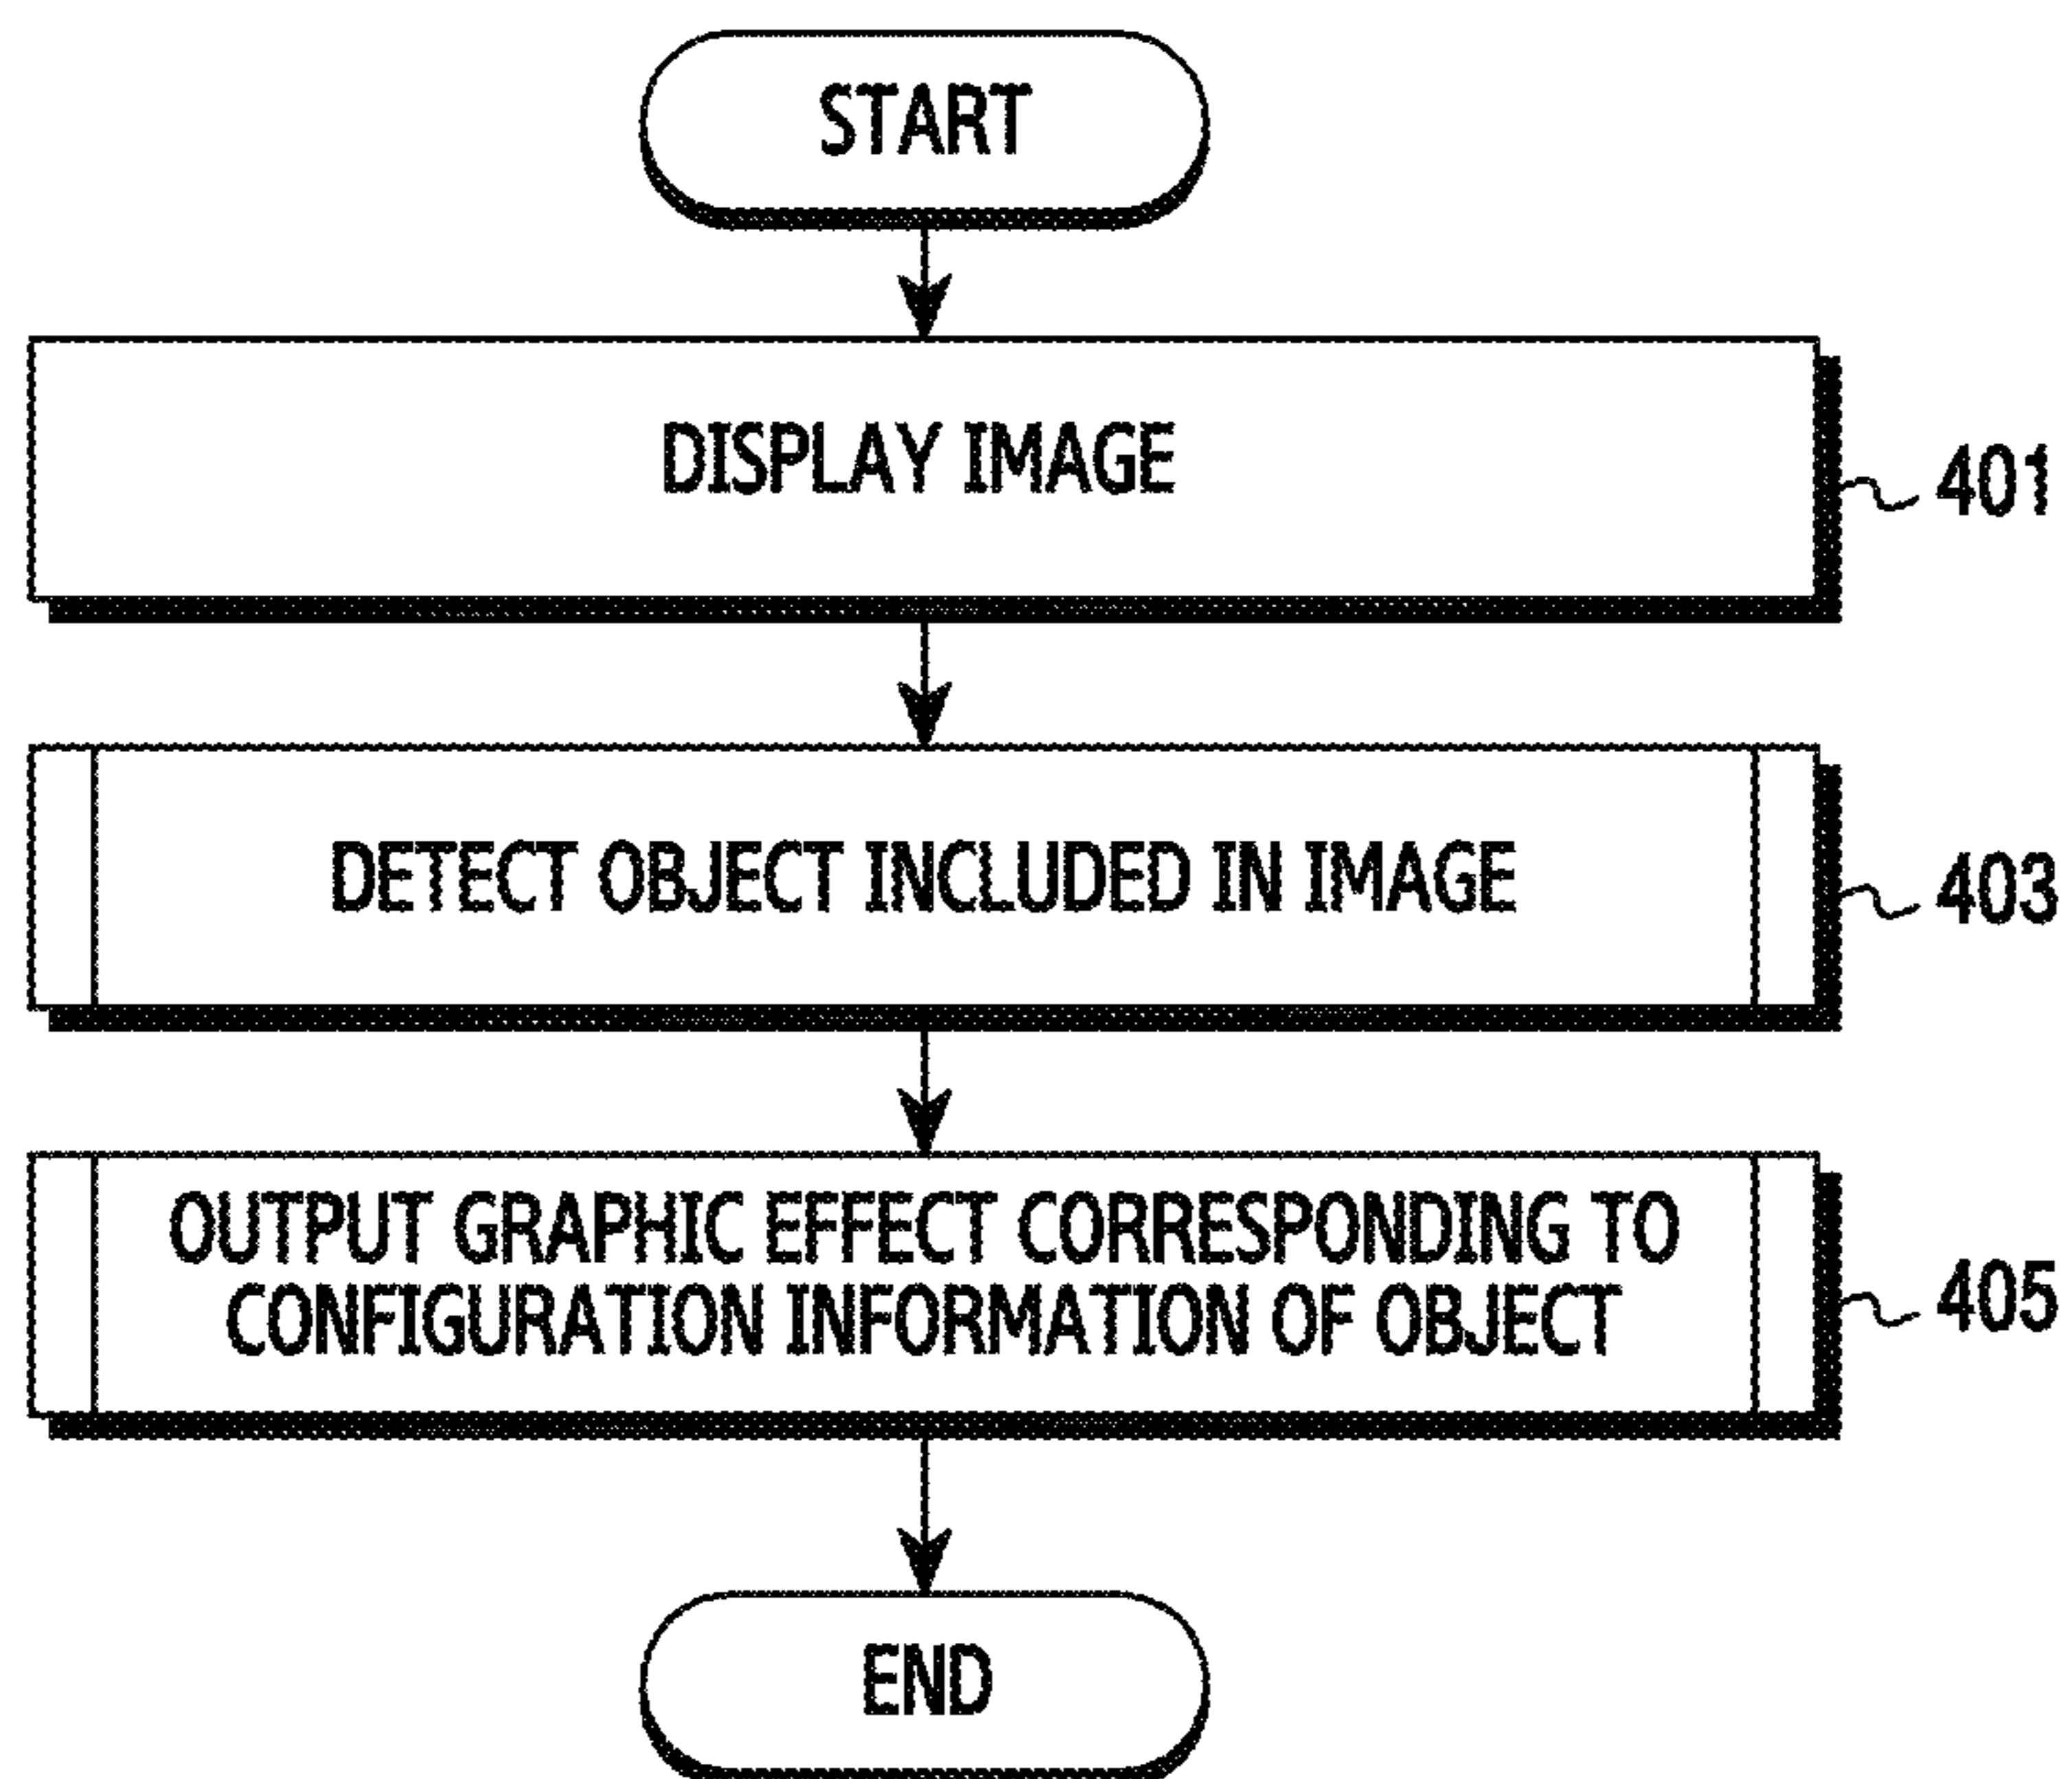 START
DISPLAY IMAGE
401
DETECT OBJECT INCLUDED IN IMAGE
403
OUTPUT GRAPHIC EFFECT CORRESPONDING TO
CONFIGURATION INFORMATION OF OBJECT
405
END